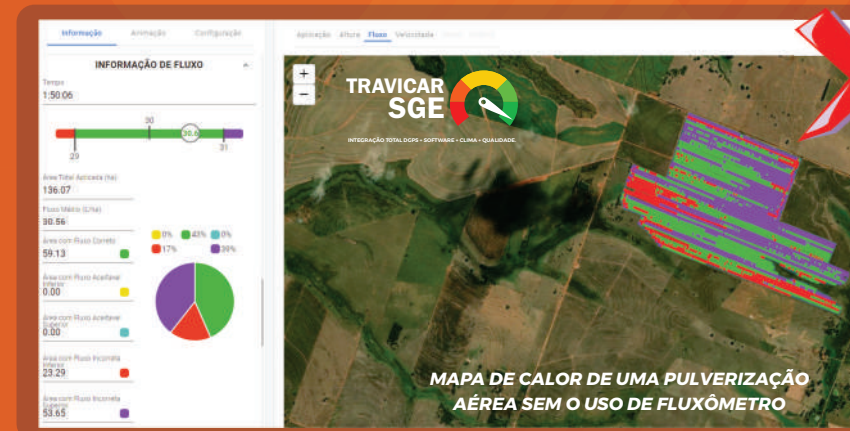 Informação Animação Configuração
INFORMAÇÃO DE FLUXO
Tempo
1:50:06
30
30.6
29
31
Área Total Aplicada (ha)
136.07
Fluxo Médio (L/ha)
30.56
0% 43% 0%
17% 39%
Área com Fluxo Correto
59.13
Área com Fluxo Aceitável
Inferior
0.00
Área com Fluxo Aceitável
Superior
0.00
Área com Fluxo Incorreta
Inferior
23.29
Área com Fluxo Incorreta
Superior
53.65
Aplicação Altura Fluxo Velocidade
+
−
TRAVICAR
SGE
INTEGRAÇÃO TOTAL DGPS + SOFTWARE + CLIMA + QUALIDADE
MAPA DE CALOR DE UMA PULVERIZAÇÃO
AÉREA SEM O USO DE FLUXÔMETRO